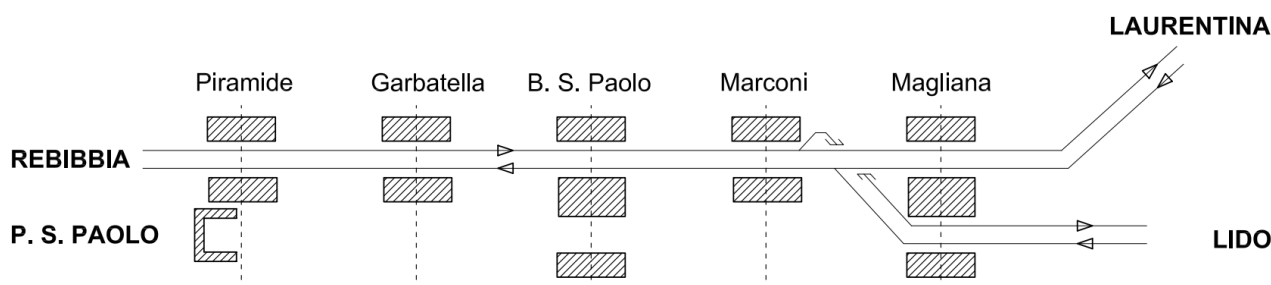 LAURENTINA
Piramide Garbatella B. S. Paolo Marconi Magliana
REBIBBIA
P. S. PAOLO
LIDO